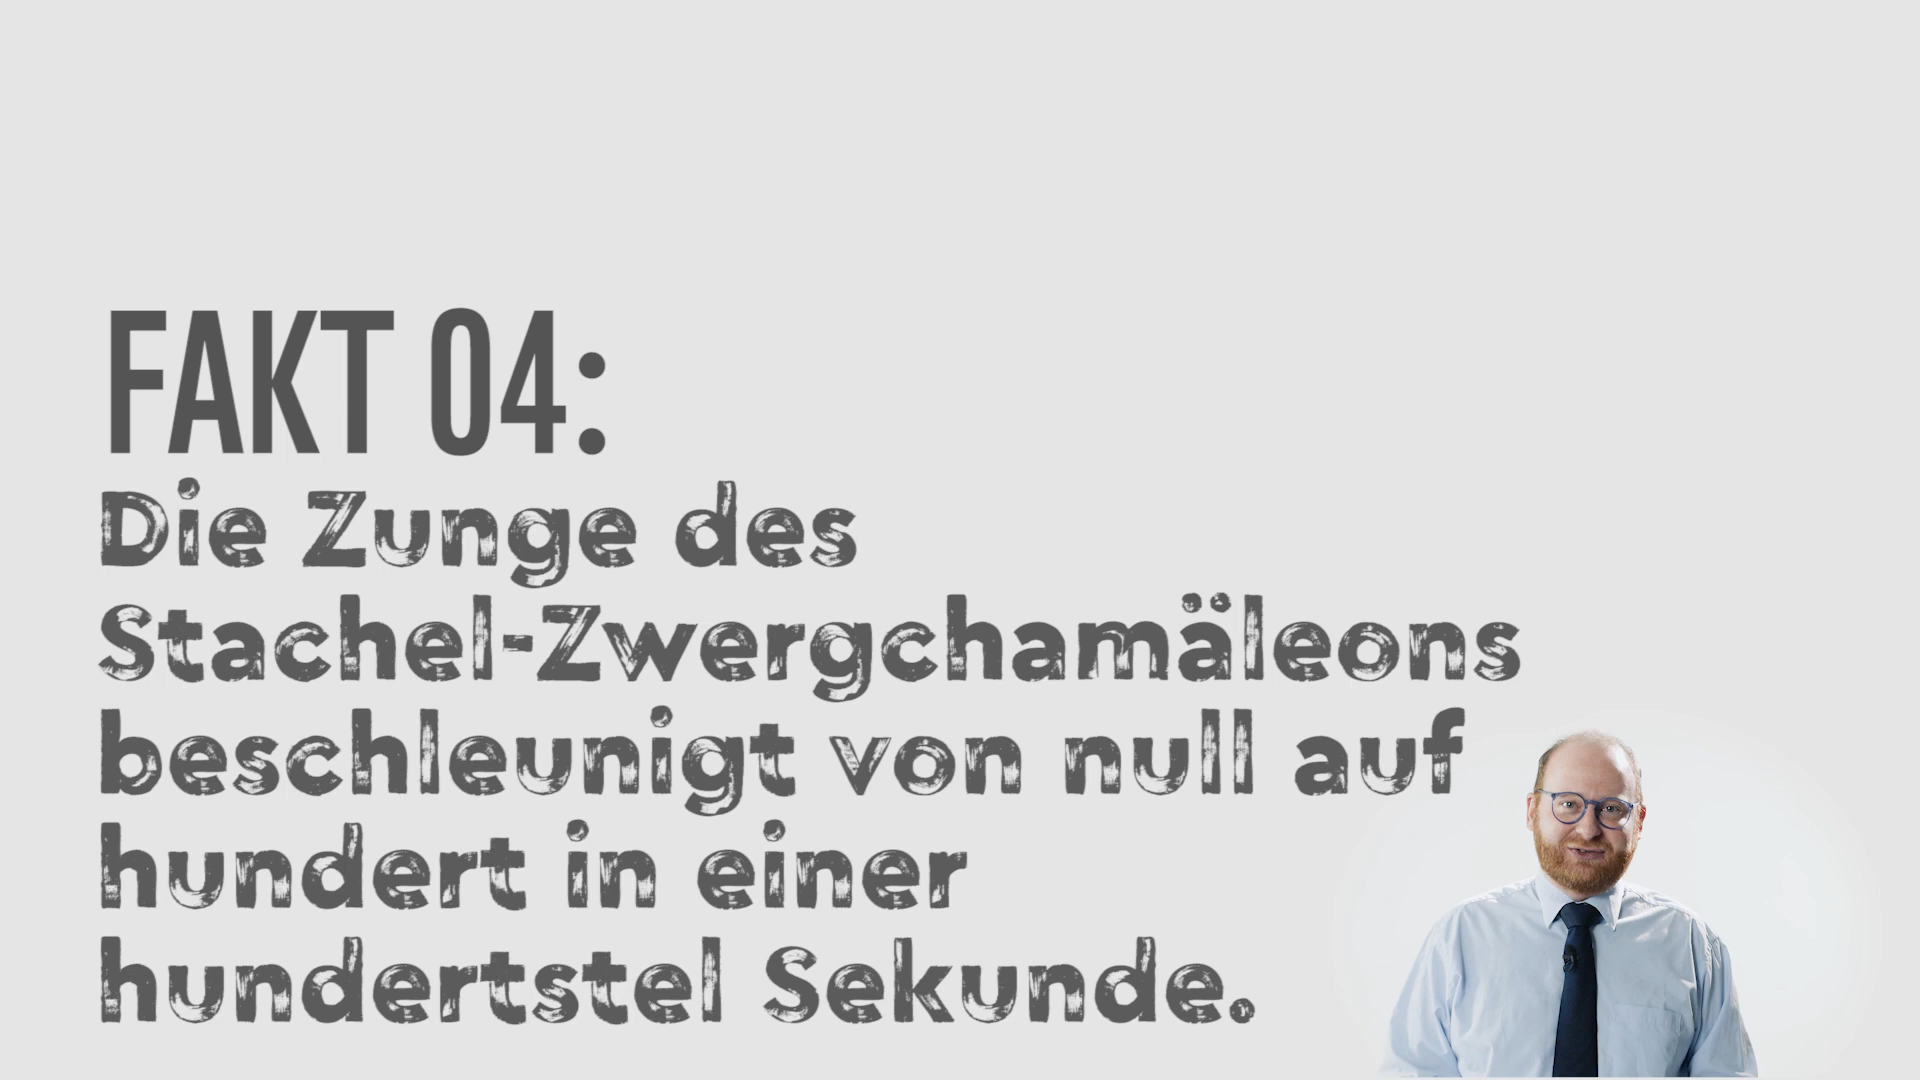 FAKT 04:
Die Zunge des
Stachel-Zwergchamäleons
beschleunigt von null auf
hundert in einer
hundertstel Sekunde.